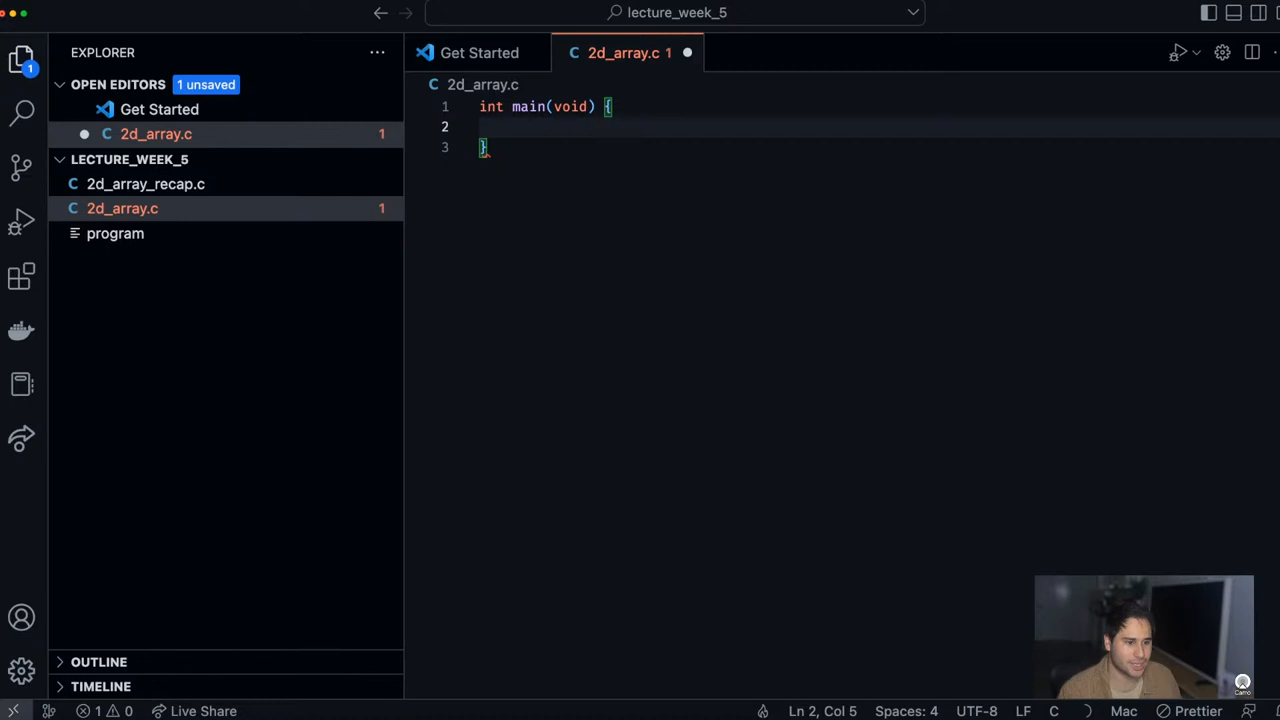 lecture_week_5
EXPLORER
Get Started
2d_array.c 1
OPEN EDITORS 1 unsaved
2d_array.c
Get Started
1 int main(void) {
2d_array.c 1
2
3 }
LECTURE_WEEK_5
2d_array_recap.c
2d_array.c 1
program
1
OUTLINE
TIMELINE
1 0 Live Share Ln 2, Col 5 Spaces: 4 UTF-8 LF C Mac Prettier
Camo